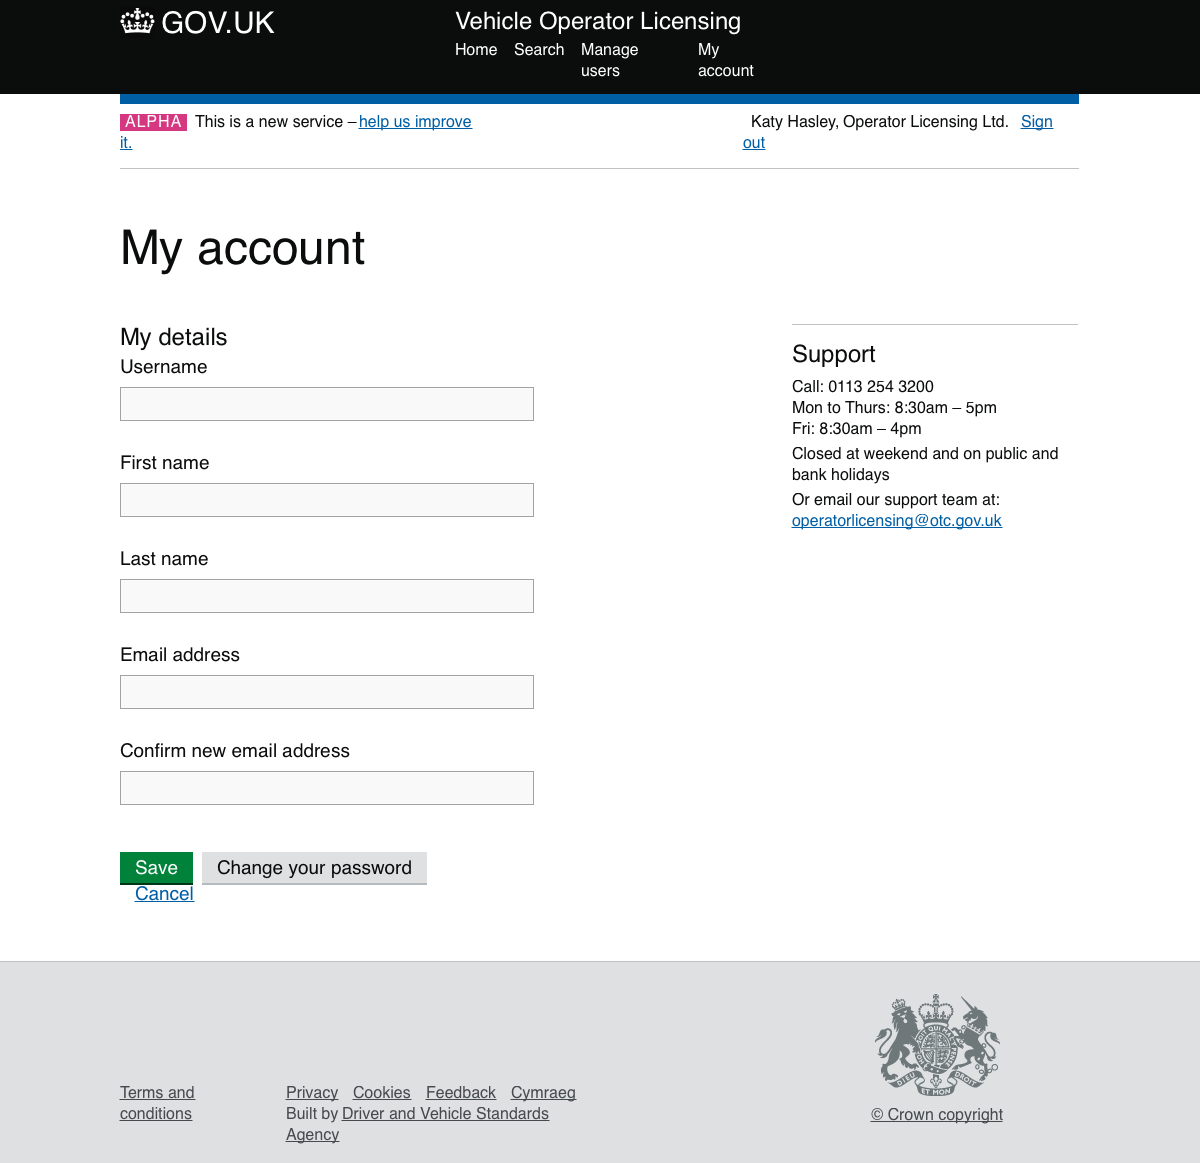 GOV.UK
Vehicle Operator Licensing
Home Search Manage users My account
ALPHA This is a new service – help us improve it.
Katy Hasley, Operator Licensing Ltd. Sign out
My account
My details
Username
First name
Last name
Email address
Confirm new email address
Save Change your password
Cancel
Support
Call: 0113 254 3200
Mon to Thurs: 8:30am – 5pm
Fri: 8:30am – 4pm
Closed at weekend and on public and
bank holidays
Or email our support team at:
operatorlicensing@otc.gov.uk
Terms and
conditions
Privacy Cookies Feedback Cymraeg
Built by Driver and Vehicle Standards
Agency
DIEU ET MON DROIT
© Crown copyright